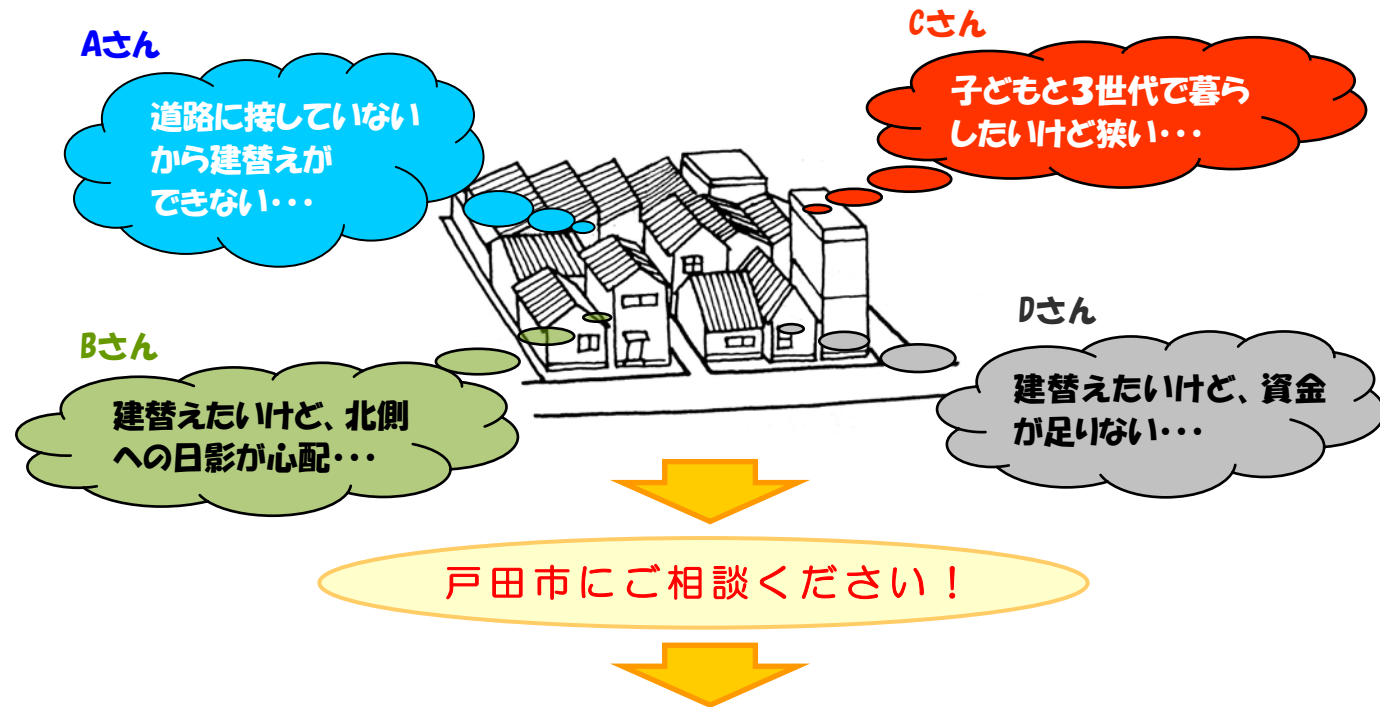 Aさん
道路に接していない
から建替えが
できない・・・
Cさん
子どもと3世代で暮ら
したいけど狭い・・・
Bさん
建替えたいけど、北側
への日影が心配・・・
Dさん
建替えたいけど、資金
が足りない・・・
戸田市にご相談ください！